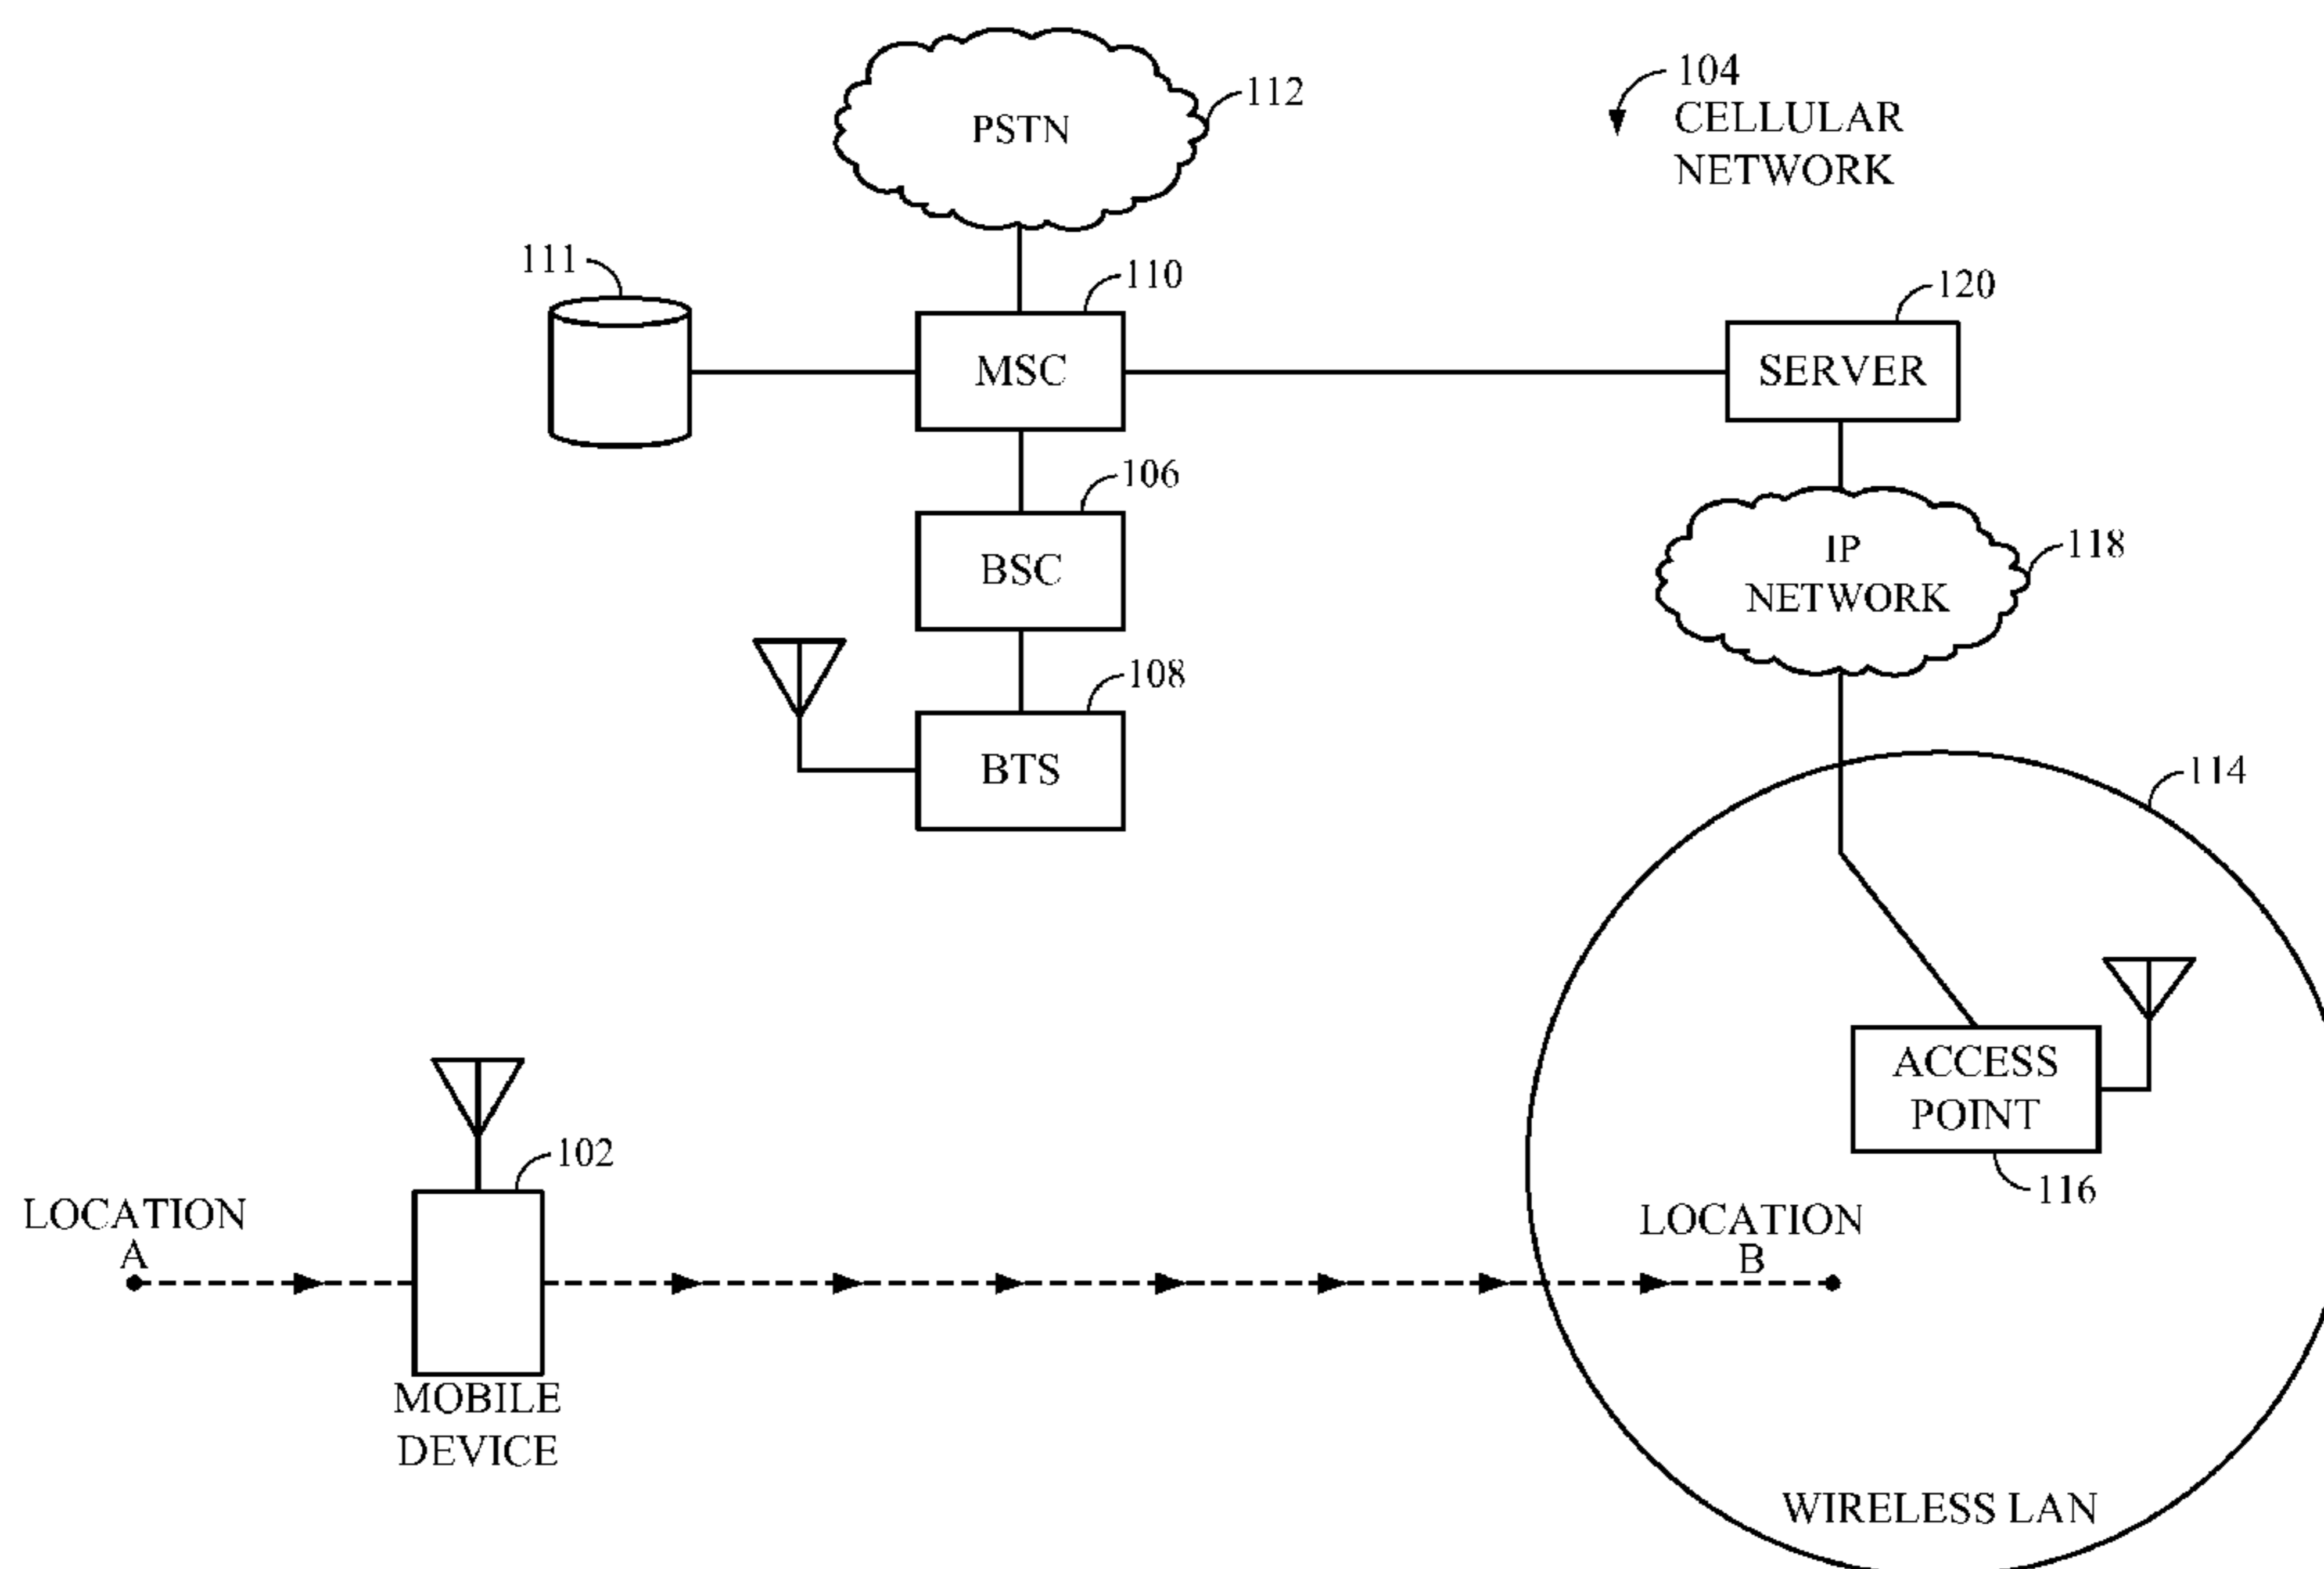 104
CELLULAR
NETWORK
112
PSTN
111
110
MSC
120
SERVER
106
BSC
118
IP
NETWORK
108
BTS
114
ACCESS
POINT
116
102
LOCATION
A
LOCATION
B
MOBILE
DEVICE
WIRELESS LAN